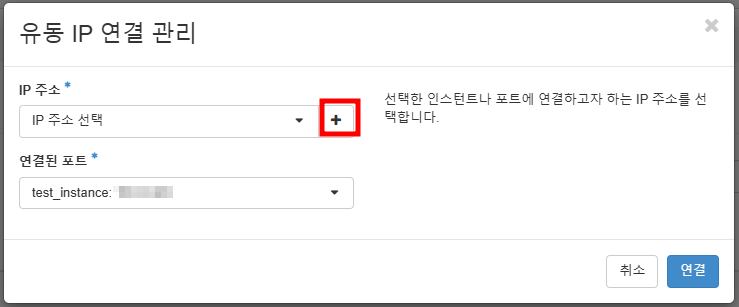 유동 IP 연결 관리
×
IP 주소 *
IP 주소 선택
+
선택한 인스턴트나 포트에 연결하고자 하는 IP 주소를 선
택합니다.
연결된 포트 *
test_instance:
취소
연결